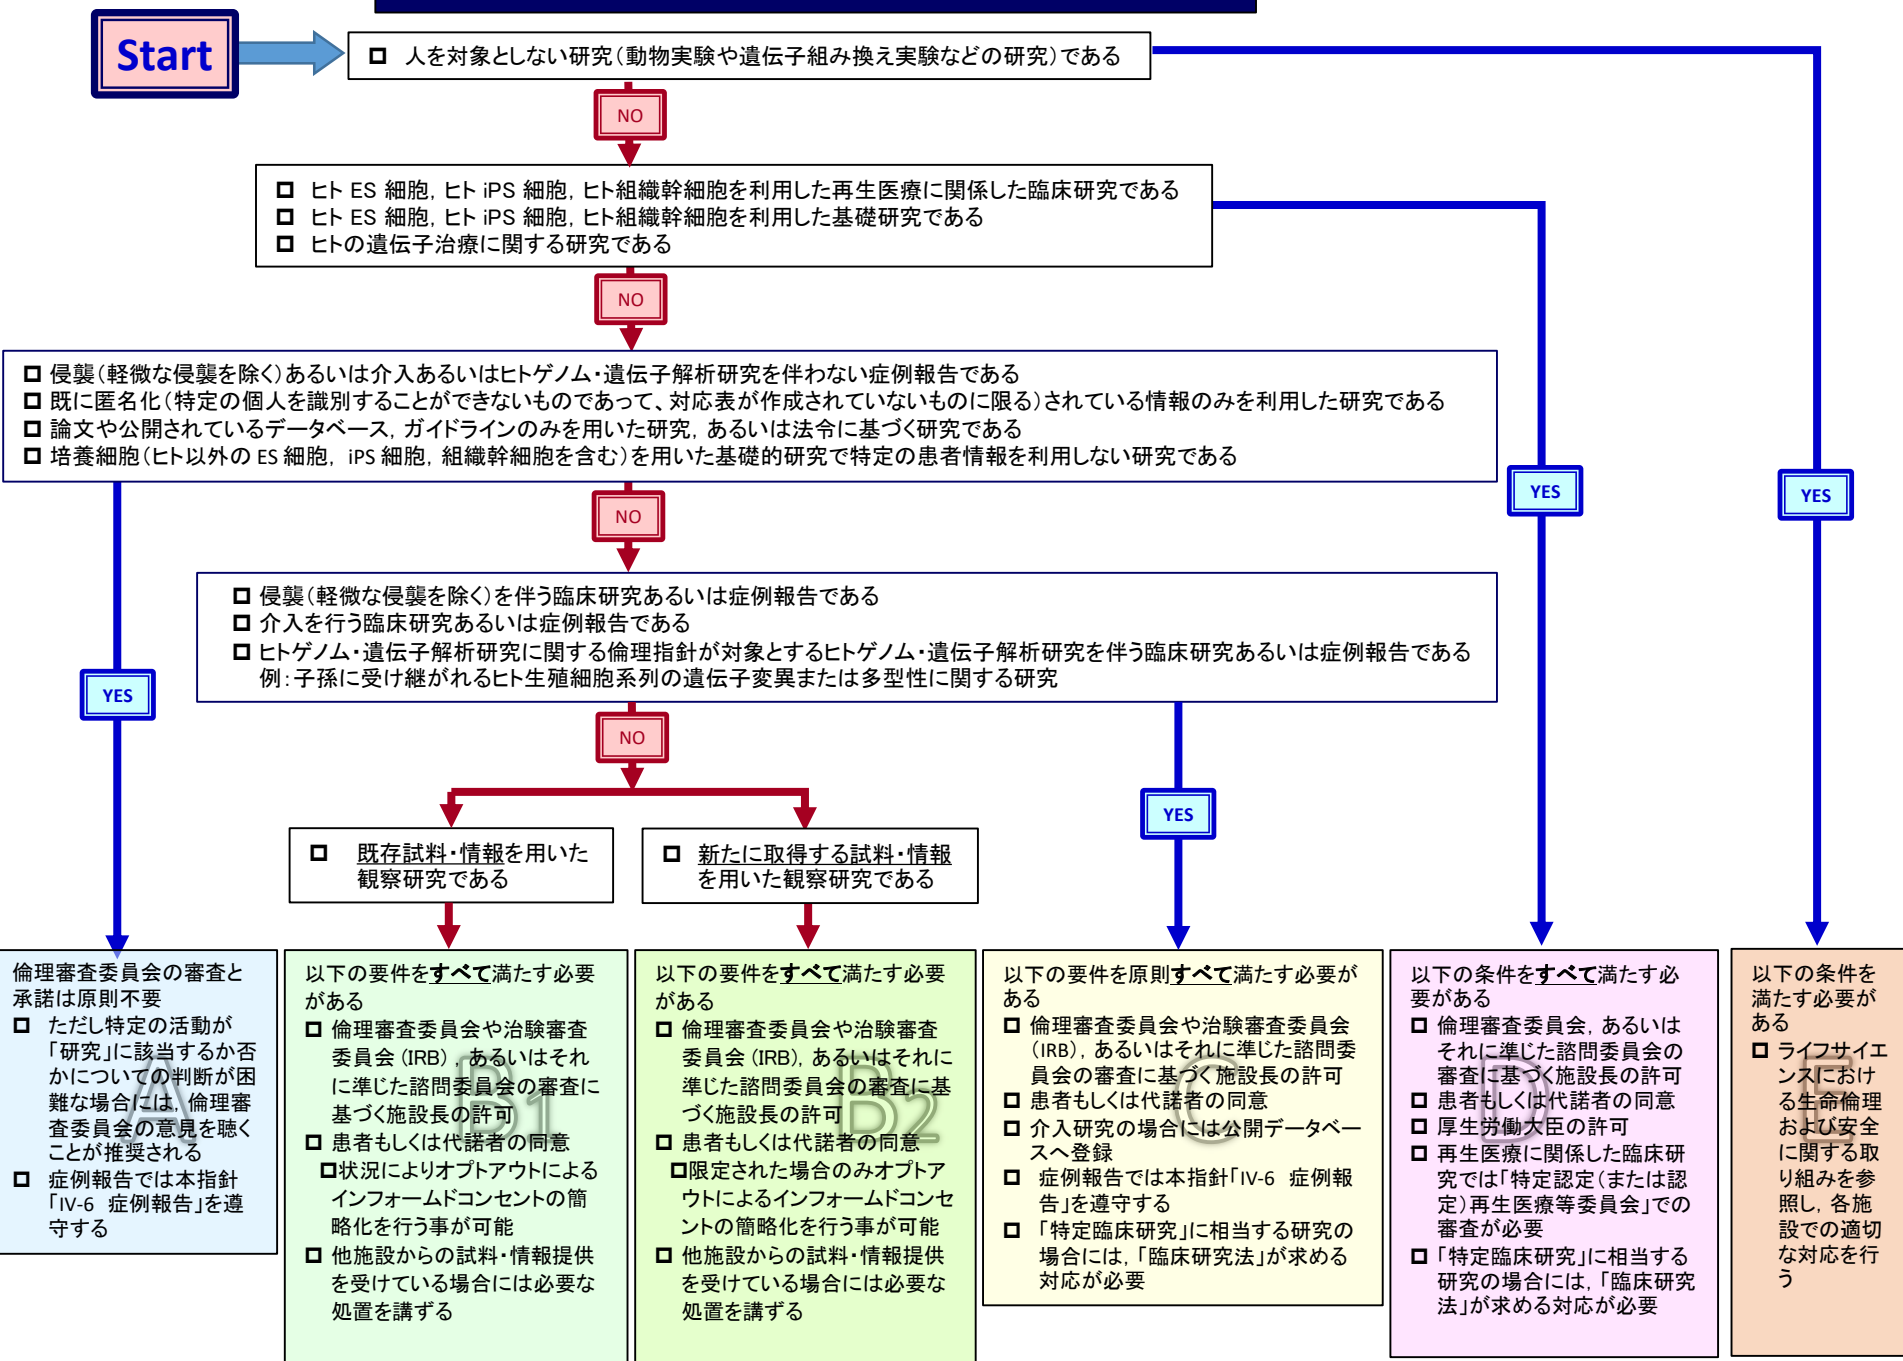 Start
□ 人を対象としない研究（動物実験や遺伝子組み換え実験などの研究）である
NO
□ ヒト ES 細胞, ヒト iPS 細胞, ヒト組織幹細胞を利用した再生医療に関係した臨床研究である
□ ヒト ES 細胞, ヒト iPS 細胞, ヒト組織幹細胞を利用した基礎研究である
□ ヒトの遺伝子治療に関する研究である
NO
□ 侵襲（軽微な侵襲を除く）あるいは介入あるいはヒトゲノム・遺伝子解析研究を伴わない症例報告である
□ 既に匿名化（特定の個人を識別することができないものであって、対応表が作成されていないものに限る）されている情報のみを利用した研究である
□ 論文や公開されているデータベース, ガイドラインのみを用いた研究, あるいは法令に基づく研究である
□ 培養細胞（ヒト以外の ES 細胞, iPS 細胞, 組織幹細胞を含む）を用いた基礎的研究で特定の患者情報を利用しない研究である
YES
YES
NO
□ 侵襲（軽微な侵襲を除く）を伴う臨床研究あるいは症例報告である
□ 介入を行う臨床研究あるいは症例報告である
□ ヒトゲノム・遺伝子解析研究に関する倫理指針が対象とするヒトゲノム・遺伝子解析研究を伴う臨床研究あるいは症例報告である
例：子孫に受け継がれるヒト生殖細胞系列の遺伝子変異または多型性に関する研究
YES
NO
YES
□ 既存試料・情報を用いた
観察研究である
□ 新たに取得する試料・情報
を用いた観察研究である
倫理審査委員会の審査と
承諾は原則不要
□ ただし特定の活動が
「研究」に該当するか否
かについての判断が困
難な場合には, 倫理審
査委員会の意見を聴く
ことが推奨される
□ 症例報告では本指針
「IV-6 症例報告」を遵
守する
A
以下の要件をすべて満たす必要
がある
□ 倫理審査委員会や治験審査
委員会 (IRB) , あるいはそれ
に準じた諮問委員会の審査に
基づく施設長の許可
□ 患者もしくは代諾者の同意
□状況によりオプトアウトによる
インフォームドコンセントの簡
略化を行う事が可能
□ 他施設からの試料・情報提供
を受けている場合には必要な
処置を講ずる
B1
以下の要件をすべて満たす必要
がある
□ 倫理審査委員会や治験審査
委員会 (IRB), あるいはそれに
準じた諮問委員会の審査に基
づく施設長の許可
□ 患者もしくは代諾者の同意
□限定された場合のみオプトア
ウトによるインフォームドコンセ
ントの簡略化を行う事が可能
□ 他施設からの試料・情報提供
を受けている場合には必要な
処置を講ずる
B2
以下の要件を原則すべて満たす必要が
ある
□ 倫理審査委員会や治験審査委員会
（IRB）, あるいはそれに準じた諮問委
員会の審査に基づく施設長の許可
□ 患者もしくは代諾者の同意
□ 介入研究の場合には公開データベー
スへ登録
□ 症例報告では本指針「IV-6 症例報
告」を遵守する
□ 「特定臨床研究」に相当する研究の
場合には, 「臨床研究法」が求める
対応が必要
C
以下の条件をすべて満たす必
要がある
□ 倫理審査委員会, あるいは
それに準じた諮問委員会の
審査に基づく施設長の許可
□ 患者もしくは代諾者の同意
□ 厚生労働大臣の許可
□ 再生医療に関係した臨床研
究では「特定認定（または認
定）再生医療等委員会」での
審査が必要
□ 「特定臨床研究」に相当する
研究の場合には, 「臨床研究
法」が求める対応が必要
D
以下の条件を
満たす必要が
ある
□ ライフサイエ
ンスにおけ
る生命倫理
および安全
に関する取
り組みを参
照し, 各施
設での適切
な対応を行
う
E